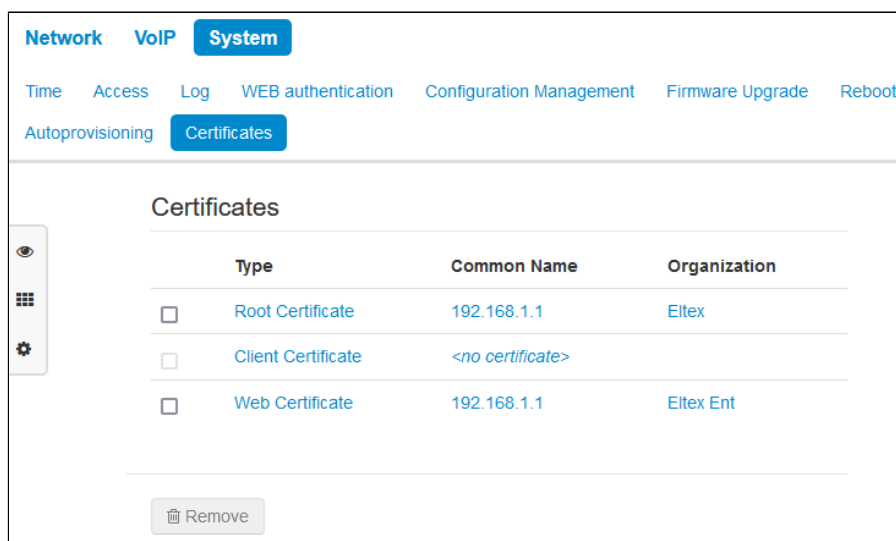 Network VoIP System
Time Access Log WEB authentication Configuration Management Firmware Upgrade Reboot
Autoprovisioning Certificates
Certificates
Type Common Name Organization
Root Certificate 192.168.1.1 Eltex
Client Certificate <no certificate>
Web Certificate 192.168.1.1 Eltex Ent
Remove